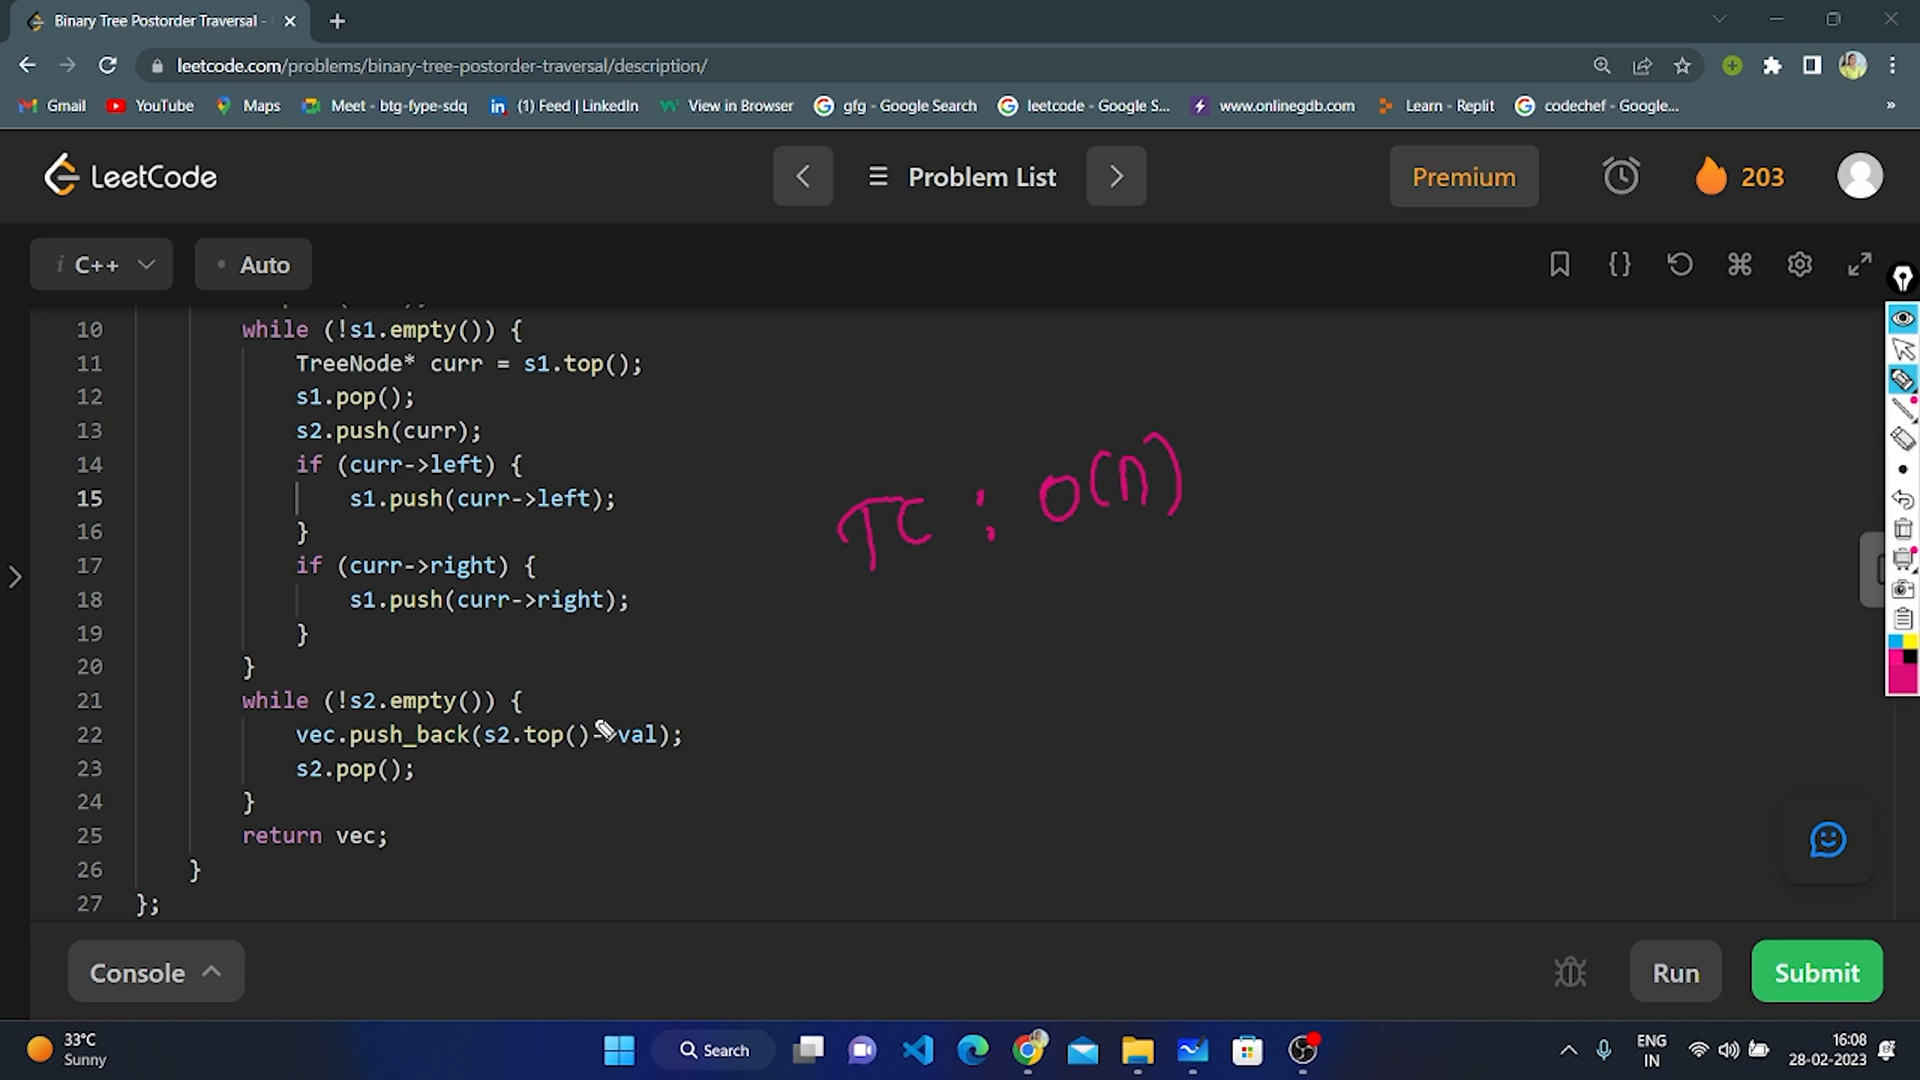 Binary Tree Postorder Traversal -
leetcode.com/problems/binary-tree-postorder-traversal/description/
Gmail YouTube Maps Meet - btg-fype-sdq (1) Feed | LinkedIn View in Browser gfg - Google Search leetcode - Google S... www.onlinegdb.com Learn - Replit codechef - Google... »
LeetCode Problem List Premium 203
i C++ Auto {}
10 while (!s1.empty()) {
11 TreeNode* curr = s1.top();
12 s1.pop();
13 s2.push(curr);
14 if (curr->left) {
15 s1.push(curr->left);
16 }
17 if (curr->right) {
18 s1.push(curr->right);
19 }
20 }
21 while (!s2.empty()) {
22 vec.push_back(s2.top()->val);
23 s2.pop();
24 }
25 return vec;
26 }
27 };
TC : O(n)
Console Run Submit
33°C
Sunny
Search
ENG
IN
16:08
28-02-2023